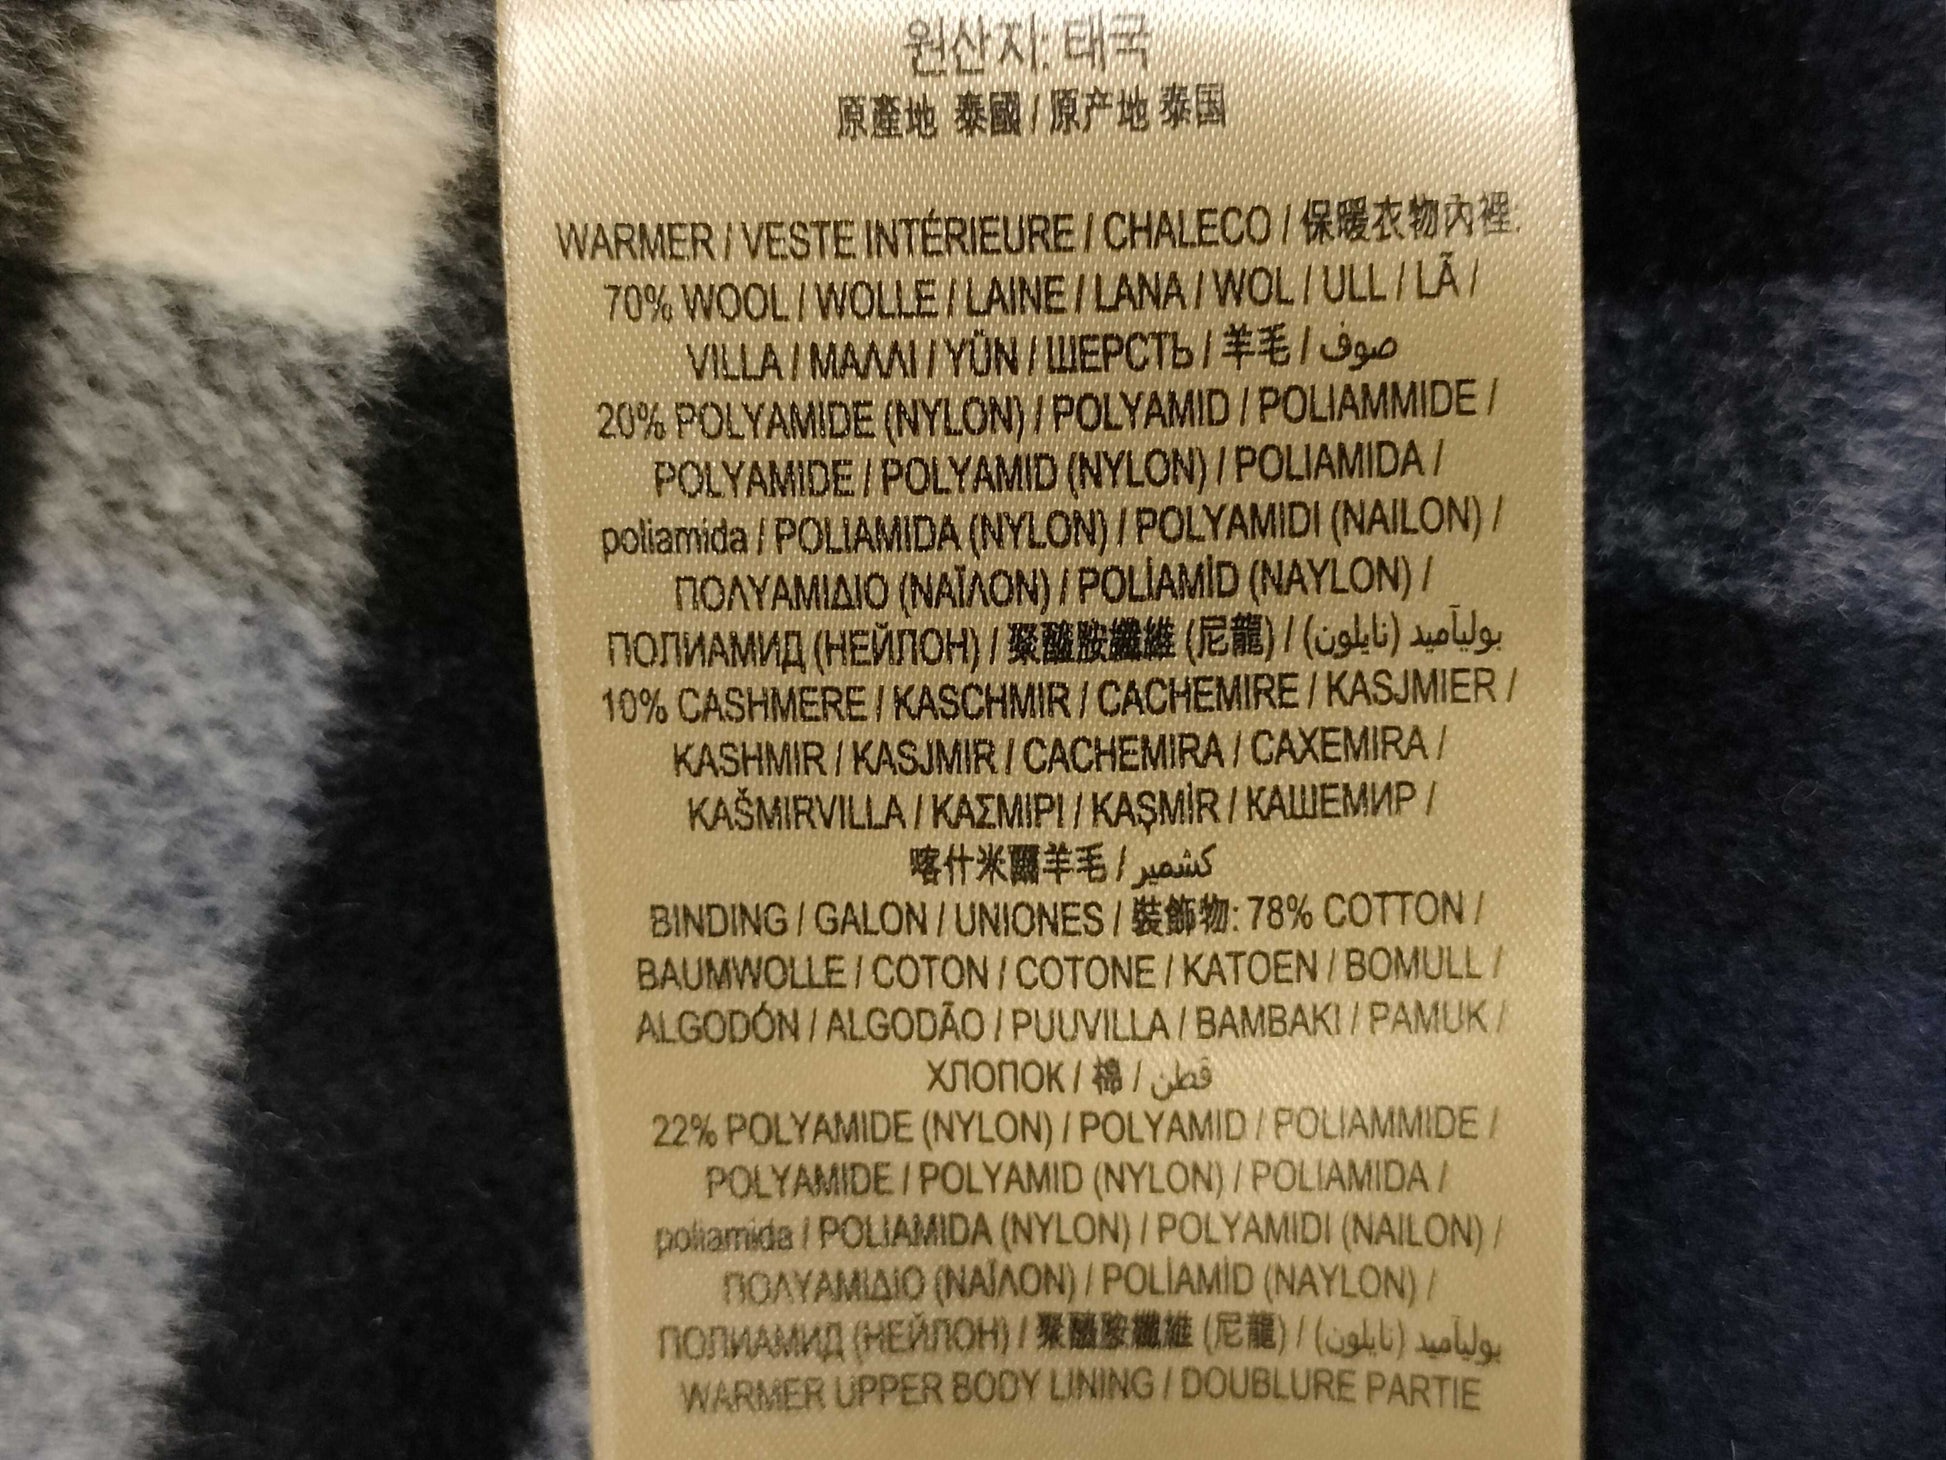 원산지: 태국
原產地 泰國 / 原产地 泰国
WARMER / VESTE INTÉRIEURE / CHALECO / 保暖衣物內裡:
70% WOOL / WOLLE / LAINE / LANA / WOL / ULL / LÃ /
VILLA / ΜΑΛΛΙ / YÜN / ШЕРСТЬ / 羊毛 / صوف
20% POLYAMIDE (NYLON) / POLYAMID / POLIAMMIDE /
POLYAMIDE / POLYAMID (NYLON) / POLIAMIDA /
poliamida / POLIAMIDA (NYLON) / POLYAMIDI (NAILON) /
ΠΟΛΥΑΜΙΔΙΟ (ΝΑΪΛΟΝ) / POLİAMİD (NAYLON) /
ПОЛИАМИД (НЕЙЛОН) / 聚醯胺纖維 (尼龍) / بوليآميد (نايلون)
10% CASHMERE / KASCHMIR / CACHEMIRE / KASJMIER /
KASHMIR / KASJMIR / CACHEMIRA / CAXEMIRA /
KAŠMIRVILLA / ΚΑΣΜΙΡΙ / KAŞMİR / КАШЕМИР /
喀什米爾羊毛 / كشمير
BINDING / GALON / UNIONES / 裝飾物: 78% COTTON /
BAUMWOLLE / COTON / COTONE / KATOEN / BOMULL /
ALGODÓN / ALGODÃO / PUUVILLA / ΒΑΜΒΑΚΙ / PAMUK /
ХЛОПОК / 棉 / قطن
22% POLYAMIDE (NYLON) / POLYAMID / POLIAMMIDE /
POLYAMIDE / POLYAMID (NYLON) / POLIAMIDA /
poliamida / POLIAMIDA (NYLON) / POLYAMIDI (NAILON) /
ΠΟΛΥΑΜΙΔΙΟ (ΝΑΪΛΟΝ) / POLİAMİD (NAYLON) /
ПОЛИАМИД (НЕЙЛОН) / 聚醯胺纖維 (尼龍) / بوليآميد (نايلون)
WARMER UPPER BODY LINING / DOUBLURE PARTIE